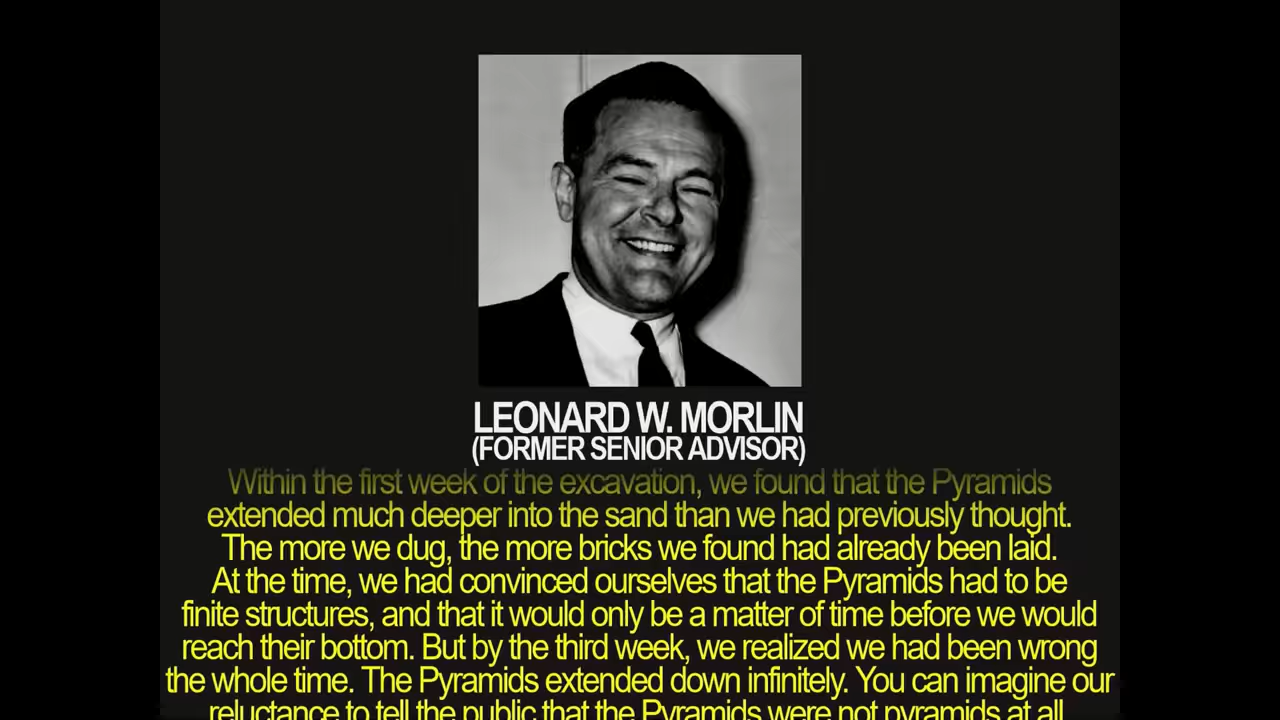 LEONARD W. MORLIN
(FORMER SENIOR ADVISOR)
Within the first week of the excavation, we found that the Pyramids
extended much deeper into the sand than we had previously thought.
The more we dug, the more bricks we found had already been laid.
At the time, we had convinced ourselves that the Pyramids had to be
finite structures, and that it would only be a matter of time before we would
reach their bottom. But by the third week, we realized we had been wrong
the whole time. The Pyramids extended down infinitely. You can imagine our
reluctance to tell the public that the Pyramids were not pyramids at all